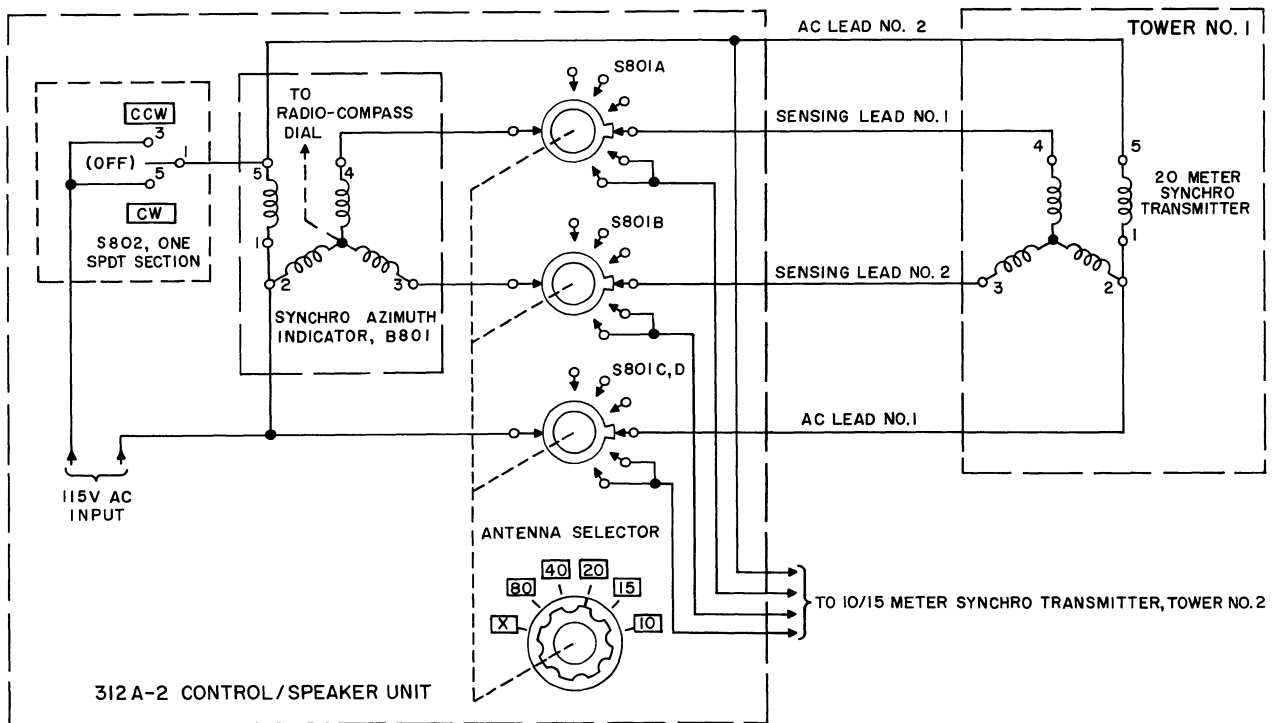 AC LEAD NO. 2
TOWER NO. 1
S801A
TO
RADIO-COMPASS
DIAL
CCW
3
(OFF)
1
5
CW
S802, ONE
SPDT SECTION
5
4
1
2
3
SYNCHRO AZIMUTH
INDICATOR, B801
SENSING LEAD NO.1
4
5
20 METER
SYNCHRO
TRANSMITTER
1
3
2
S801B
SENSING LEAD NO. 2
S801C,D
AC LEAD NO.1
115V AC
INPUT
ANTENNA SELECTOR
X
80
40
20
15
10
TO 10/15 METER SYNCHRO TRANSMITTER, TOWER NO.2
312A-2 CONTROL/SPEAKER UNIT